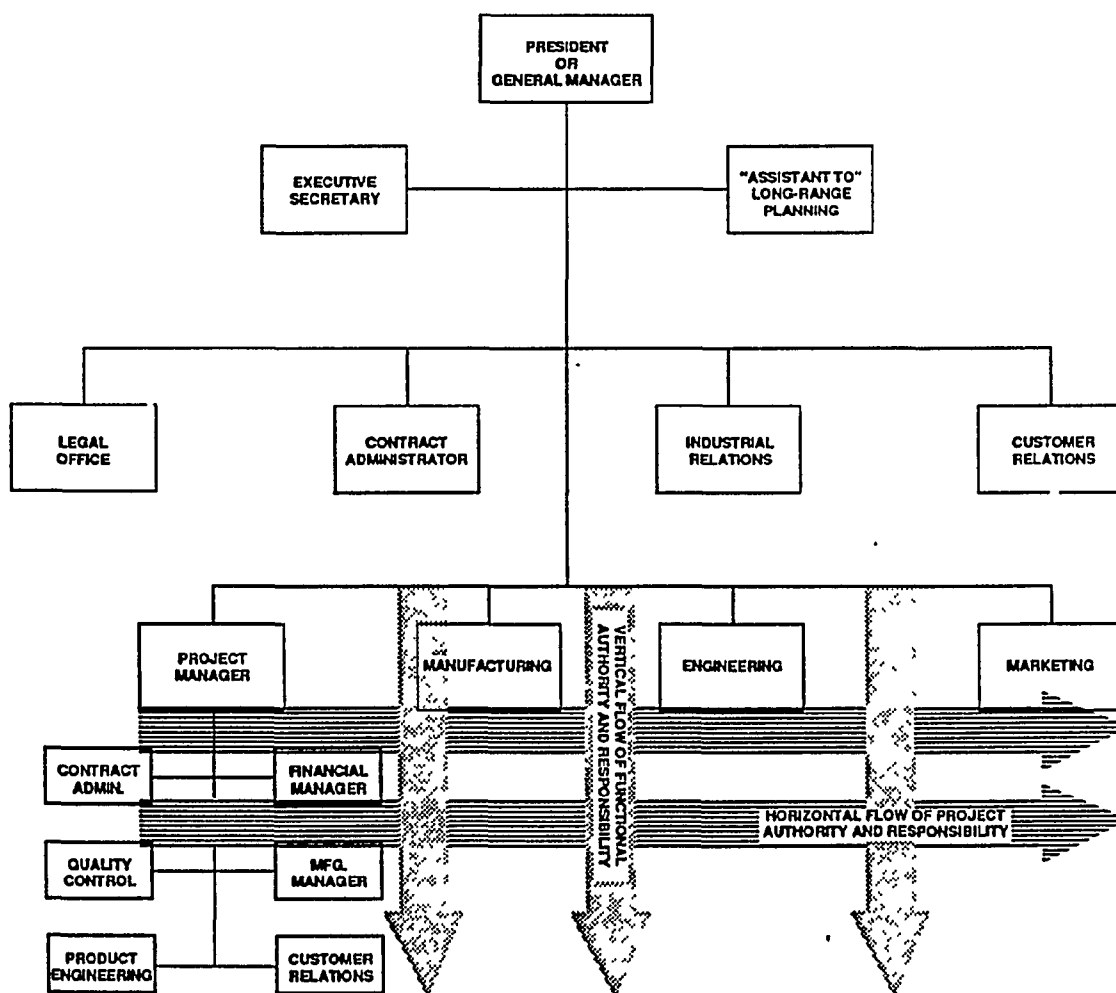 PRESIDENT
OR
GENERAL MANAGER
EXECUTIVE
SECRETARY
"ASSISTANT TO"
LONG-RANGE
PLANNING
LEGAL
OFFICE
CONTRACT
ADMINISTRATOR
INDUSTRIAL
RELATIONS
CUSTOMER
RELATIONS
PROJECT
MANAGER
MANUFACTURING
VERTICAL FLOW OF FUNCTIONAL
AUTHORITY AND RESPONSIBILITY
ENGINEERING
MARKETING
CONTRACT
ADMIN.
FINANCIAL
MANAGER
HORIZONTAL FLOW OF PROJECT
AUTHORITY AND RESPONSIBILITY
QUALITY
CONTROL
MFG.
MANAGER
PRODUCT
ENGINEERING
CUSTOMER
RELATIONS